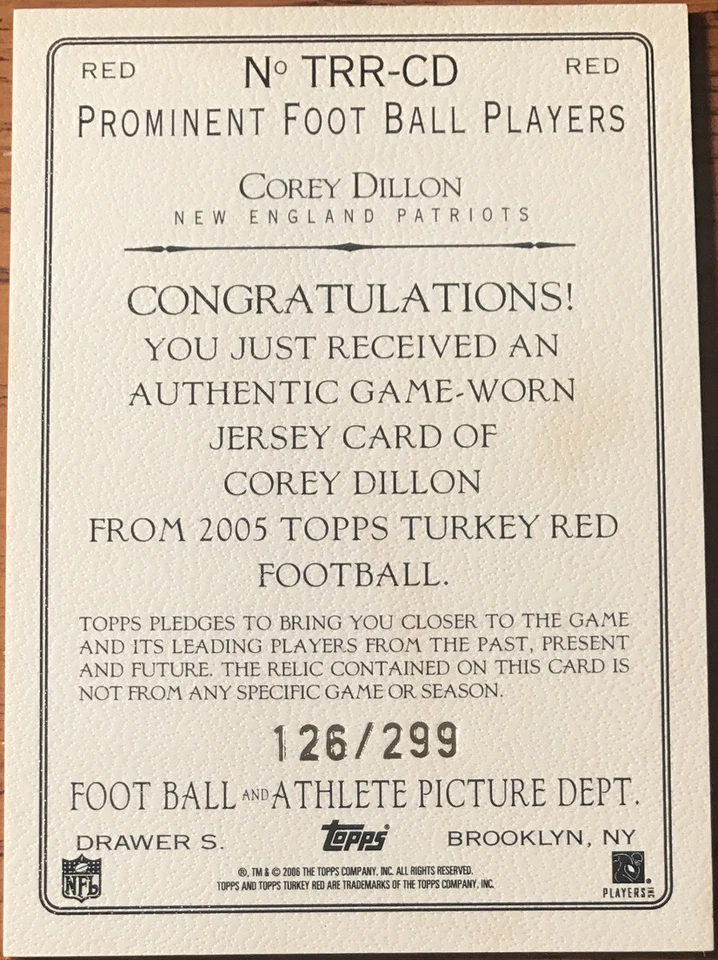 RED Nº TRR-CD RED
PROMINENT FOOT BALL PLAYERS
COREY DILLON
NEW ENGLAND PATRIOTS
CONGRATULATIONS!
YOU JUST RECEIVED AN
AUTHENTIC GAME-WORN
JERSEY CARD OF
COREY DILLON
FROM 2005 TOPPS TURKEY RED
FOOTBALL.
TOPPS PLEDGES TO BRING YOU CLOSER TO THE GAME
AND ITS LEADING PLAYERS FROM THE PAST, PRESENT
AND FUTURE. THE RELIC CONTAINED ON THIS CARD IS
NOT FROM ANY SPECIFIC GAME OR SEASON.
126/299
FOOT BALL AND ATHLETE PICTURE DEPT.
DRAWER S. topps BROOKLYN, NY
®, TM & © 2006 THE TOPPS COMPANY, INC. ALL RIGHTS RESERVED.
TOPPS AND TOPPS TURKEY RED ARE TRADEMARKS OF THE TOPPS COMPANY, INC.
NFL
PLAYERS INC